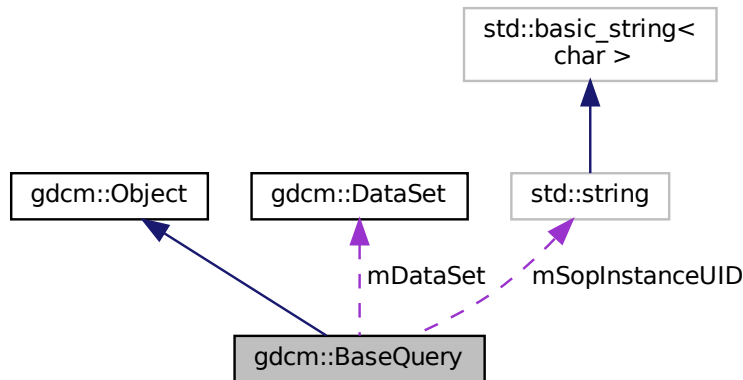 std::basic_string<
char >
gdcm::Object
gdcm::DataSet
std::string
mDataSet
mSopInstanceUID
gdcm::BaseQuery